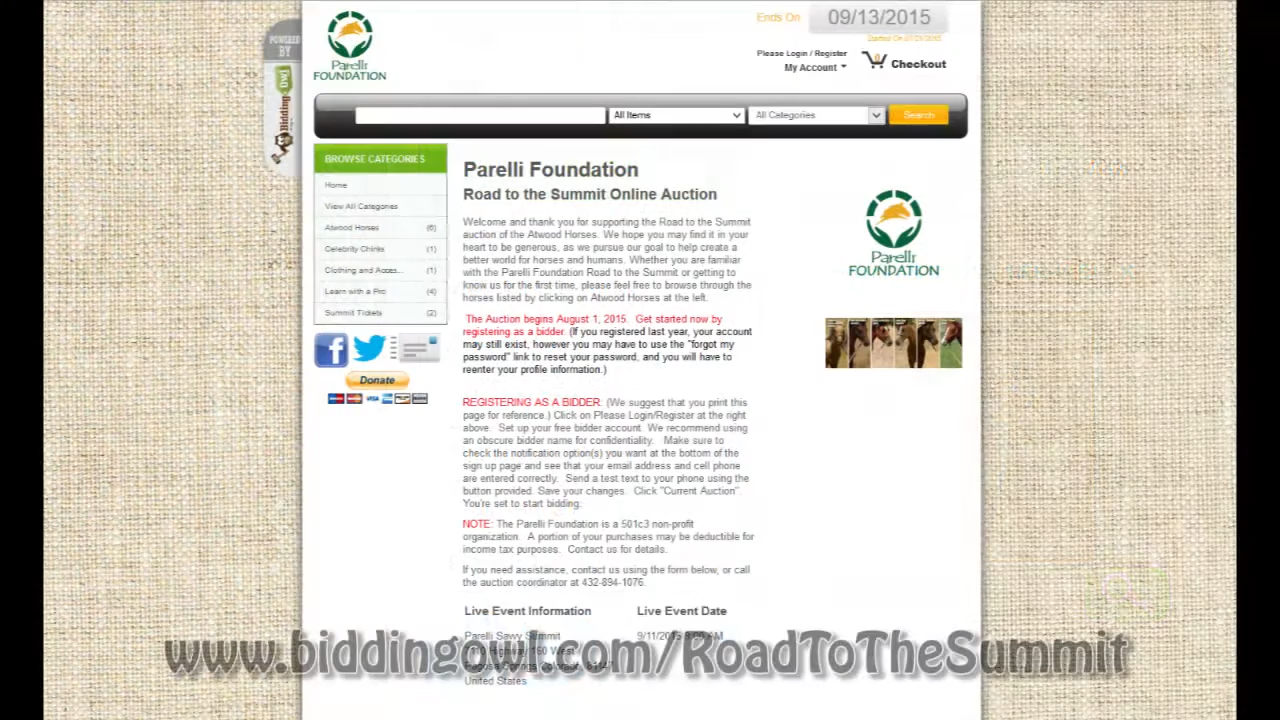 Ends On 09/13/2015
POWERED BY
BiddingOwl
Parelli
FOUNDATION
Please Login / Register
My Account
0
Checkout
All Items
All Categories
Search
BROWSE CATEGORIES
Home
View All Categories
Atwood Horses (6)
Celebrity Chinks (1)
Clothing and Acces... (1)
Learn with a Pro (4)
Summit Tickets (2)
Donate
VISA
Parelli Foundation
Road to the Summit Online Auction
Welcome and thank you for supporting the Road to the Summit
auction of the Atwood Horses. We hope you may find it in your
heart to be generous, as we pursue our goal to help create a
better world for horses and humans. Whether you are familiar
with the Parelli Foundation Road to the Summit or getting to
know us for the first time, please feel free to browse through the
horses listed by clicking on Atwood Horses at the left.
The Auction begins August 1, 2015. Get started now by
registering as a bidder. (If you registered last year, your account
may still exist, however you may have to use the "forgot my
password" link to reset your password, and you will have to
reenter your profile information.)
REGISTERING AS A BIDDER: (We suggest that you print this
page for reference.) Click on Please Login/Register at the right
above. Set up your free bidder account. We recommend using
an obscure bidder name for confidentiality. Make sure to
check the notification option(s) you want at the bottom of the
sign up page and see that your email address and cell phone
are entered correctly. Send a test text to your phone using the
button provided. Save your changes. Click "Current Auction".
You're set to start bidding.
NOTE: The Parelli Foundation is a 501c3 non-profit
organization. A portion of your purchases may be deductible for
income tax purposes. Contact us for details.
If you need assistance, contact us using the form below, or call
the auction coordinator at 432-894-1076.
Parelli
FOUNDATION
Live Event Information
Parelli Savvy Summit
Highway 160 West
Pagosa Springs Colorado,
United States
Live Event Date
9/11/2015
www.biddingowl.com/RoadToTheSummit